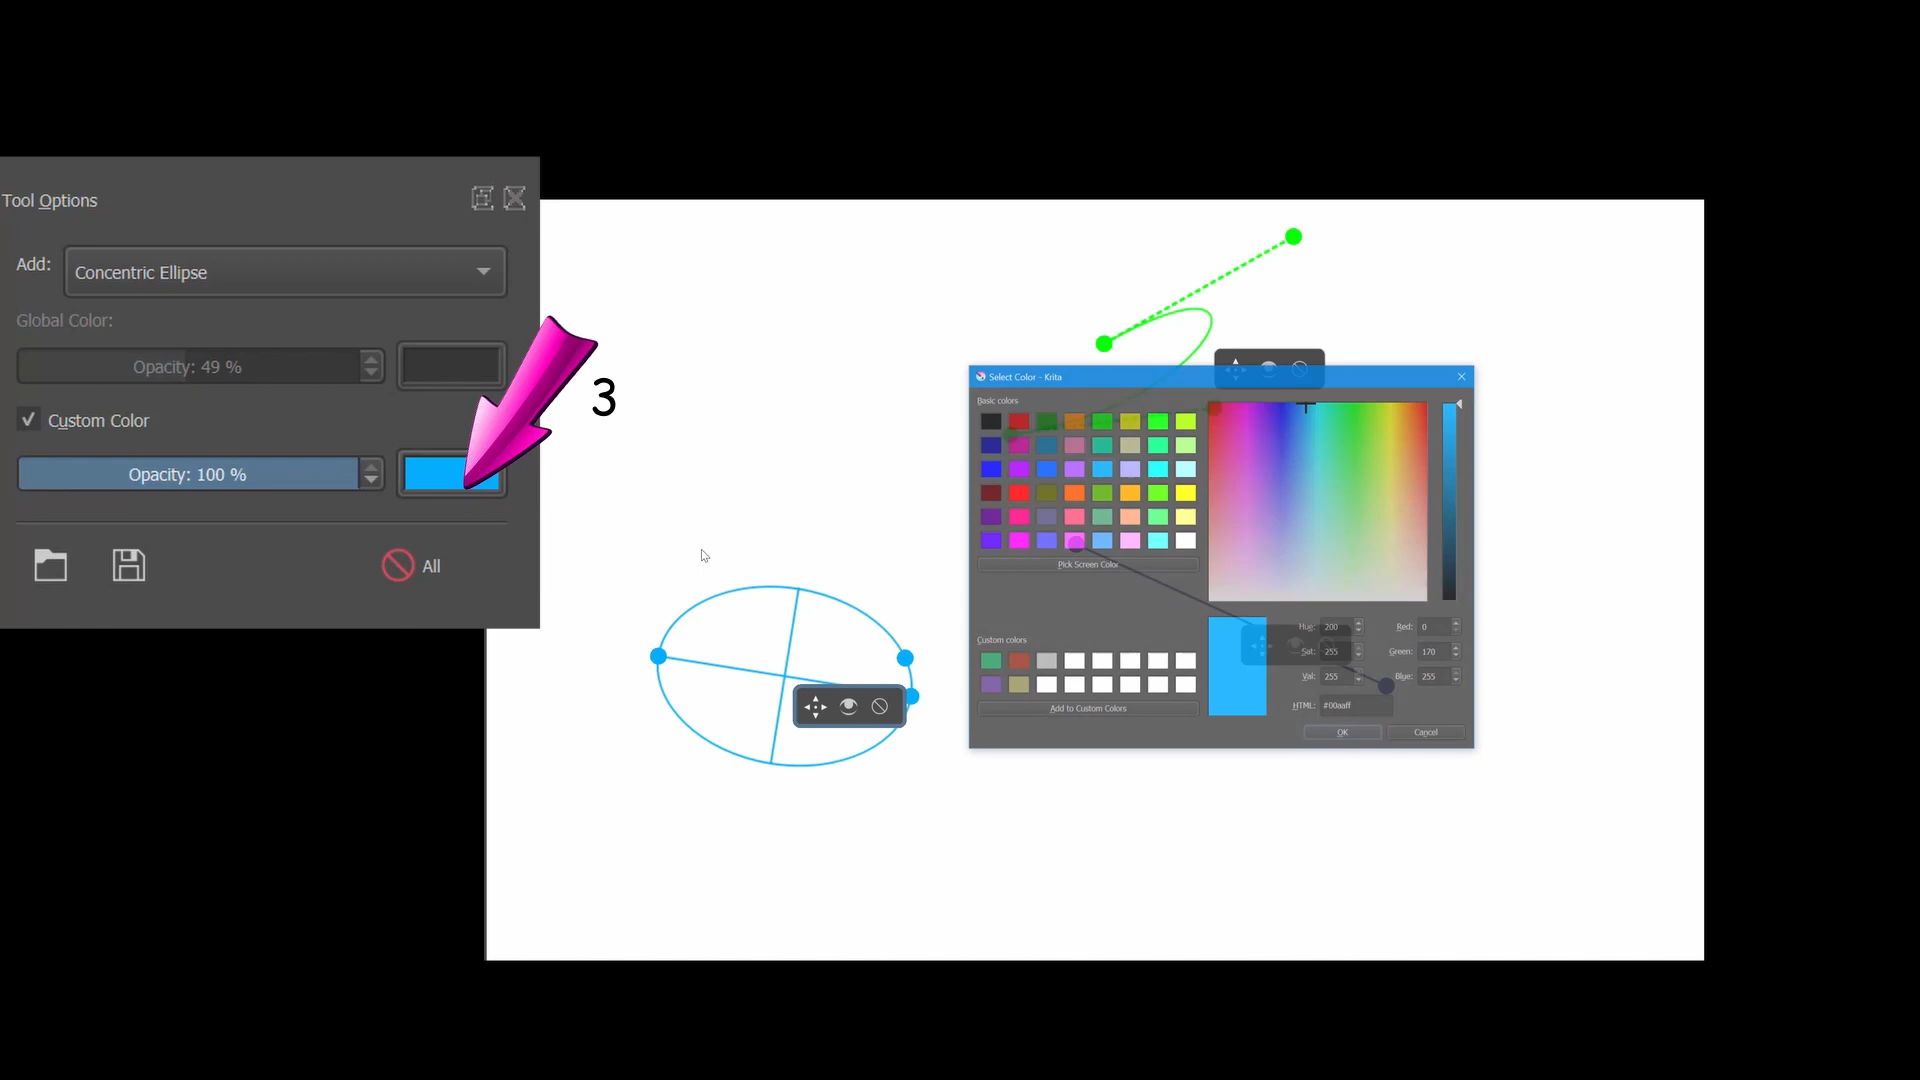 Tool Options
Add:
Concentric Ellipse
Global Color:
Opacity: 49 %
Custom Color
Opacity: 100 %
All
3
Select Color - Krita
Basic colors
Pick Screen Color
Custom colors
Add to Custom Colors
Hue: 200
Red: 0
Sat: 255
Green: 170
Val: 255
Blue: 255
HTML: #00aaff
OK
Cancel